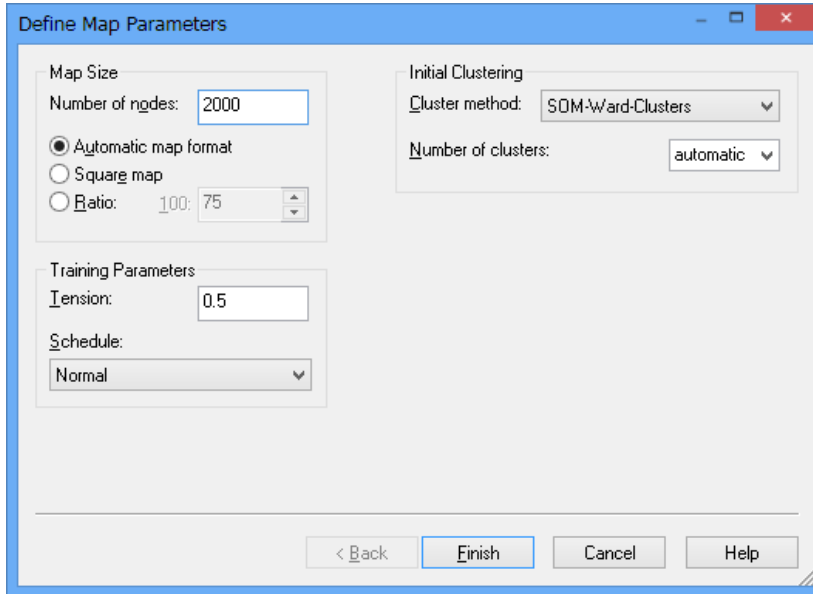 Define Map Parameters
Map Size
Number of nodes: 2000
Automatic map format
Square map
Ratio: 100: 75
Training Parameters
Tension: 0.5
Schedule:
Normal
Initial Clustering
Cluster method: SOM-Ward-Clusters
Number of clusters: automatic
< Back Finish Cancel Help